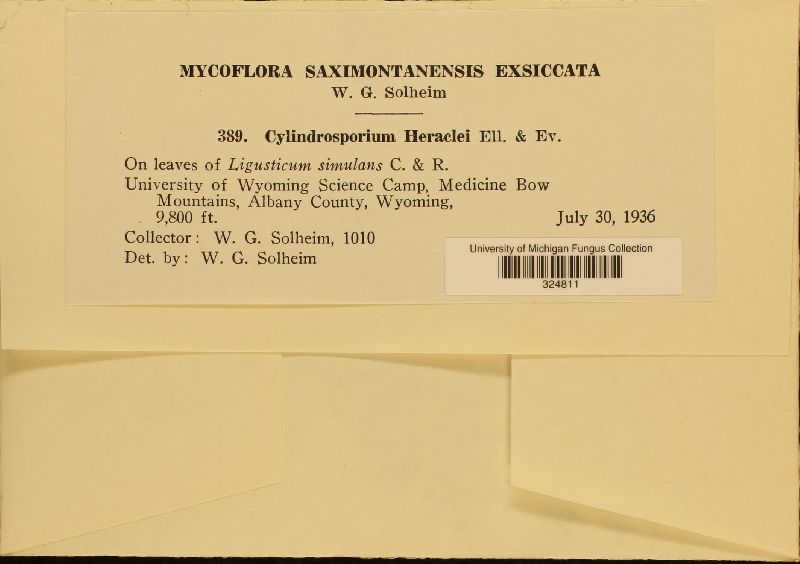 MYCOFLORA SAXIMONTANENSIS EXSICCATA
W. G. Solheim
389. Cylindrosporium Heraclei Ell. & Ev.
On leaves of Ligusticum simulans C. & R.
University of Wyoming Science Camp, Medicine Bow
Mountains, Albany County, Wyoming,
9,800 ft. July 30, 1936
Collector: W. G. Solheim, 1010
Det. by: W. G. Solheim
University of Michigan Fungus Collection
324811